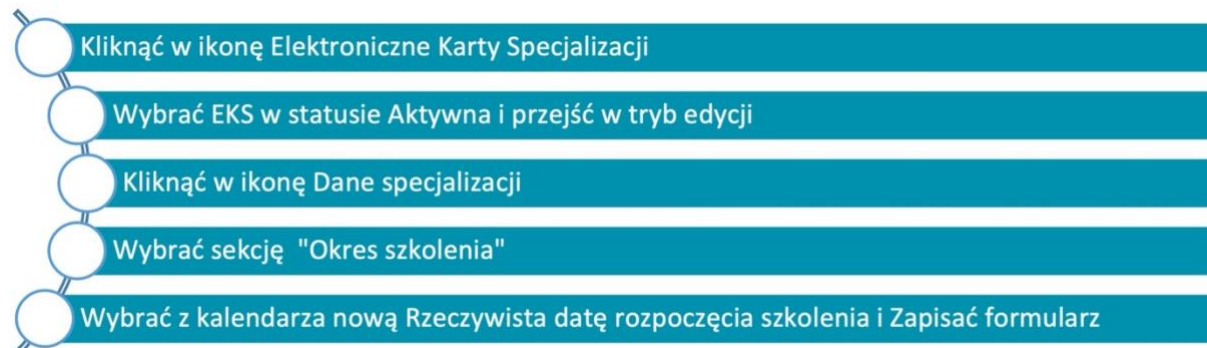 Kliknąć w ikonę Elektroniczne Karty Specjalizacji
Wybrać EKS w statusie Aktywna i przejść w tryb edycji
Kliknąć w ikonę Dane specjalizacji
Wybrać sekcję "Okres szkolenia"
Wybrać z kalendarza nową Rzeczywista datę rozpoczęcia szkolenia i Zapisać formularz